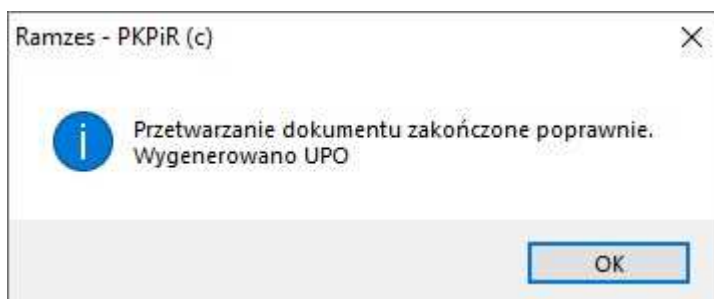 Ramzes - PKPiR (c)
Przetwarzanie dokumentu zakończone poprawnie.
Wygenerowano UPO
OK